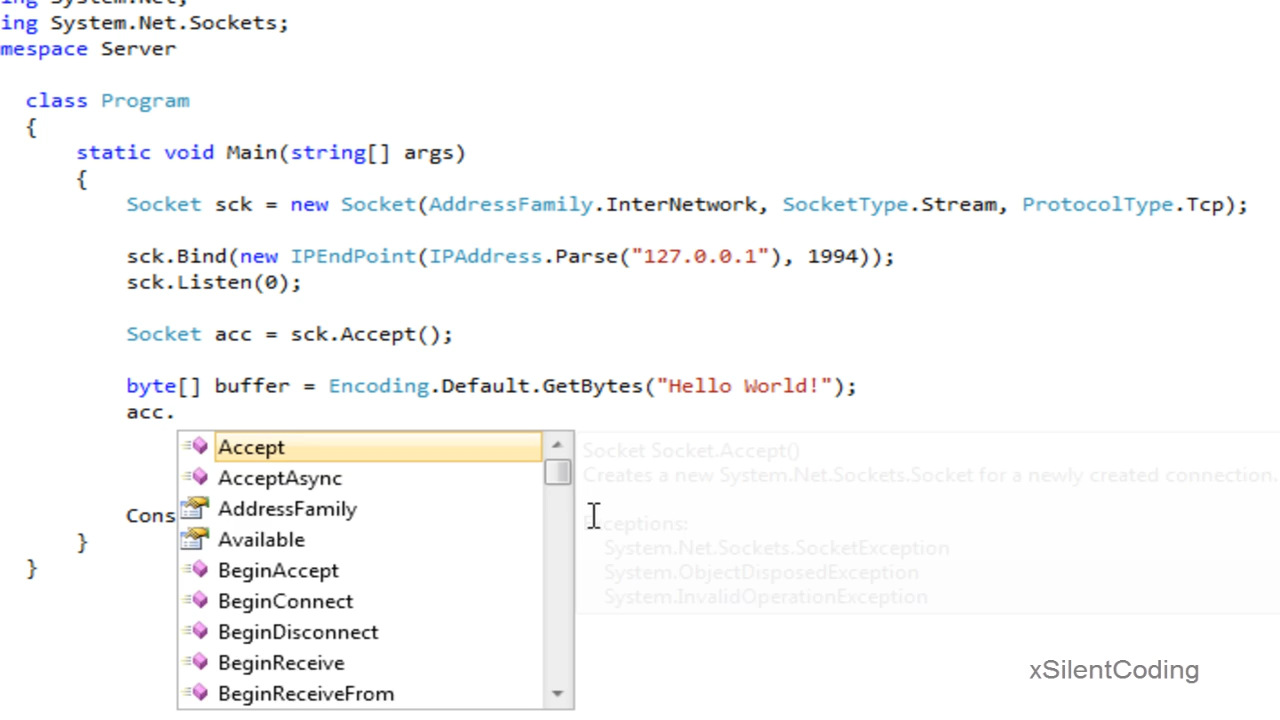 ing System.Net;
ing System.Net.Sockets;
mespace Server
class Program
{
static void Main(string[] args)
{
Socket sck = new Socket(AddressFamily.InterNetwork, SocketType.Stream, ProtocolType.Tcp);
sck.Bind(new IPEndPoint(IPAddress.Parse("127.0.0.1"), 1994));
sck.Listen(0);
Socket acc = sck.Accept();
byte[] buffer = Encoding.Default.GetBytes("Hello World!");
acc.
Accept
AcceptAsync
AddressFamily
Available
BeginAccept
BeginConnect
BeginDisconnect
BeginReceive
BeginReceiveFrom
Socket Socket.Accept()
Creates a new System.Net.Sockets.Socket for a newly created connection.
Exceptions:
System.Net.Sockets.SocketException
System.ObjectDisposedException
System.InvalidOperationException
Cons
}
}
xSilentCoding